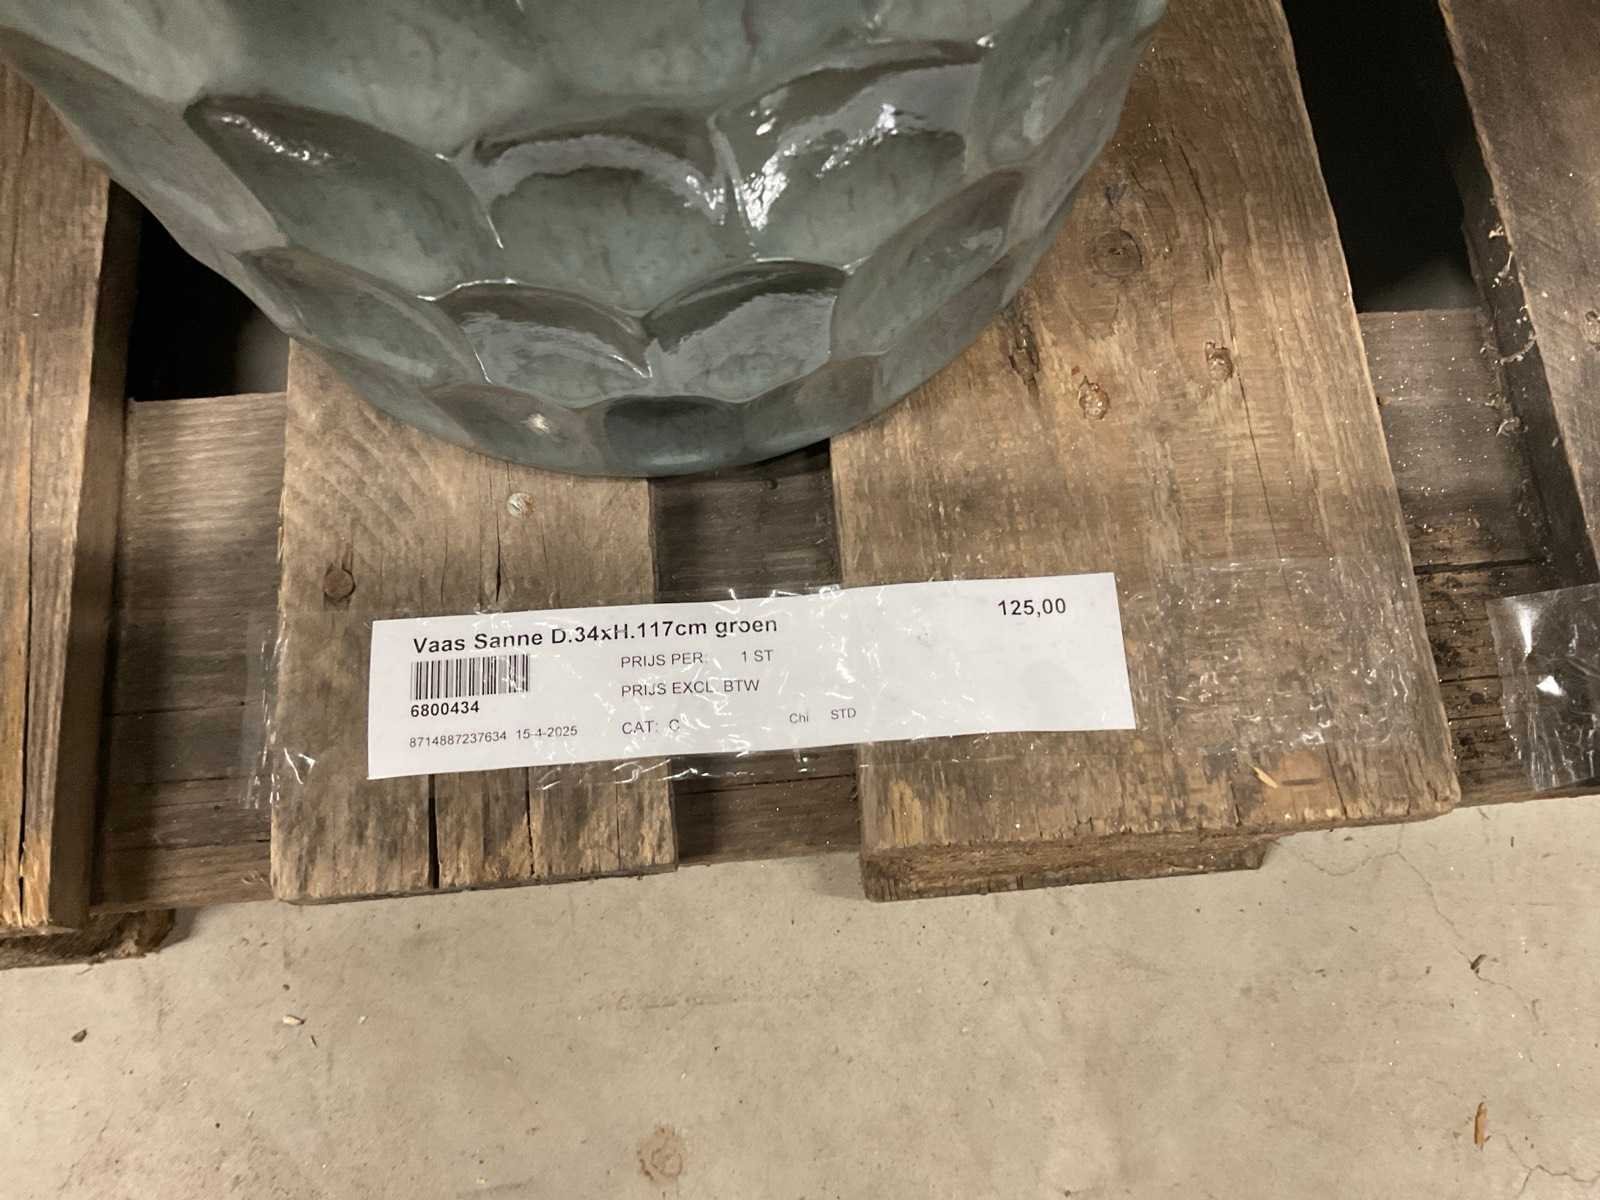 Vaas Sanne D.34xH.117cm groen
125,00
PRIJS PER: 1 ST
PRIJS EXCL. BTW
6800434
8714887237634 15-4-2025
CAT: C Chi STD